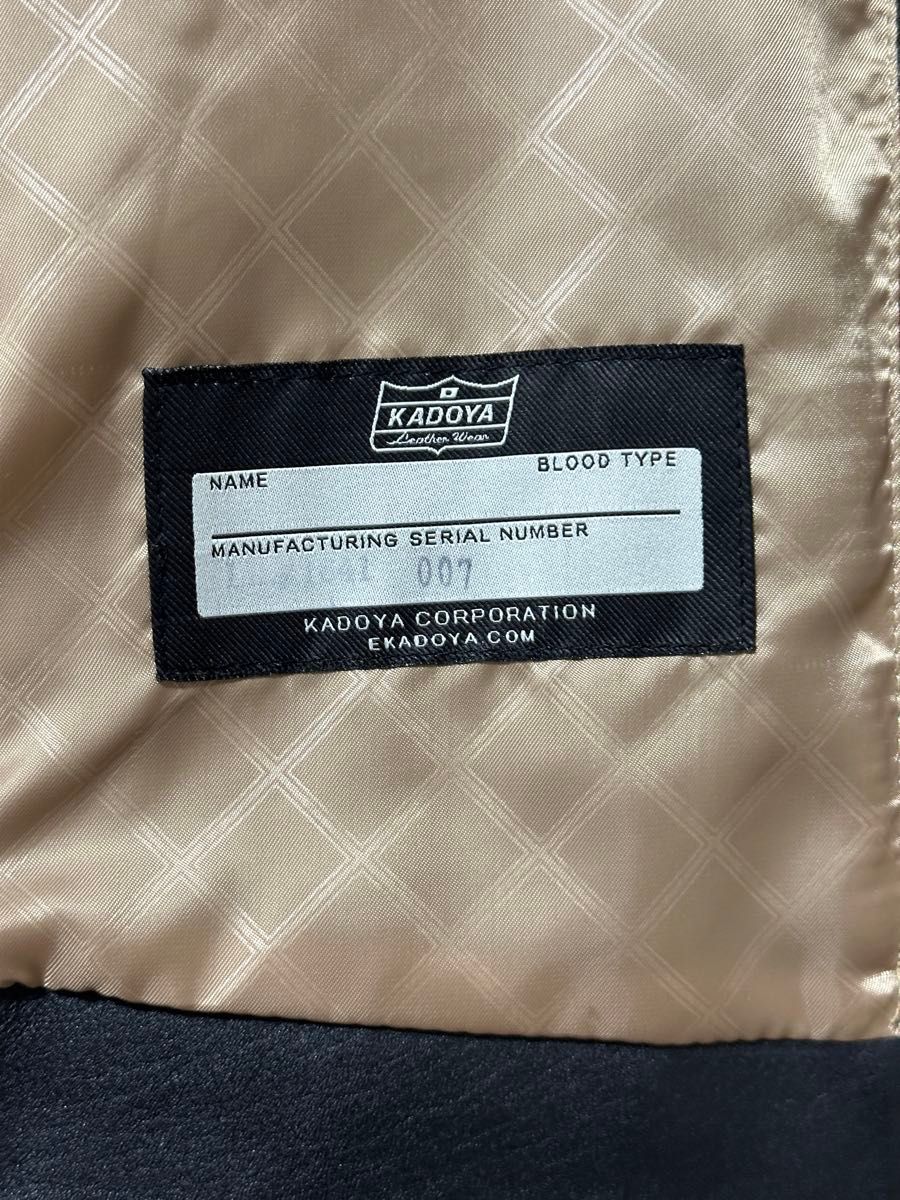 KADOYA
Leather Wear
BLOOD TYPE
NAME
MANUFACTURING SERIAL NUMBER
007
KADOYA CORPORATION
EKADOYA.COM